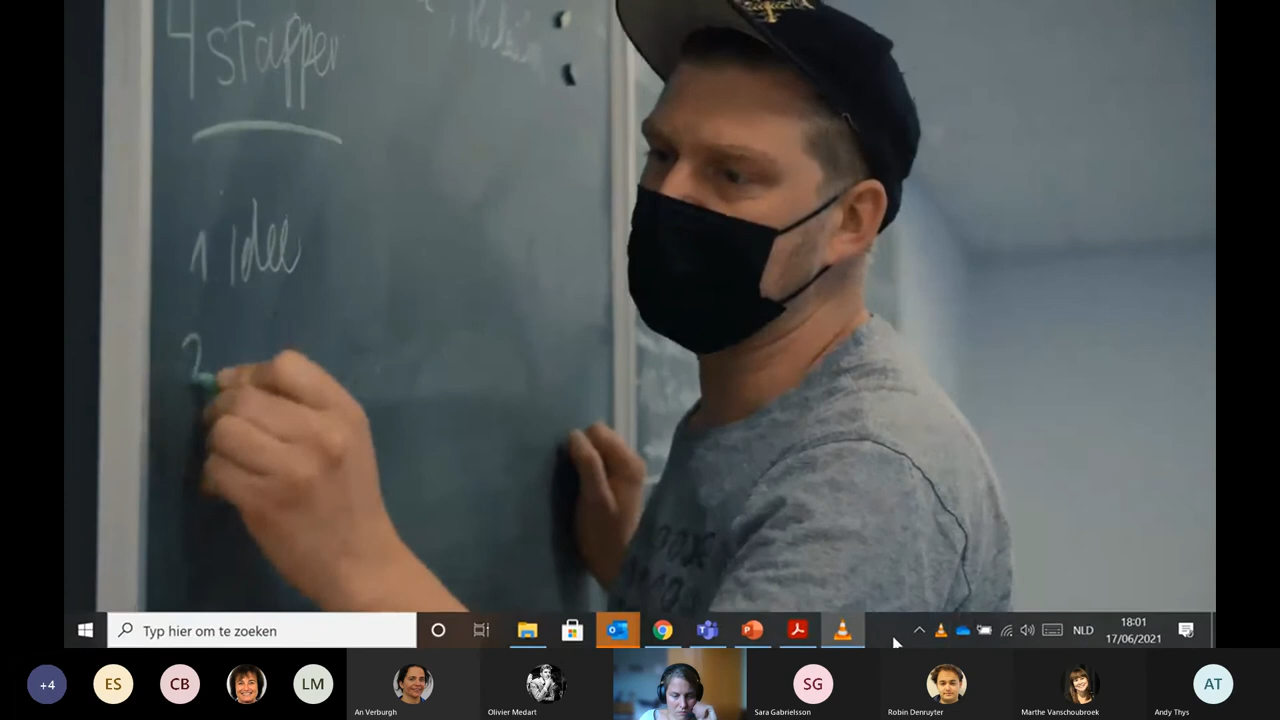 4 stappen
1 idee
2
Typ hier om te zoeken
NLD
18:01
17/06/2021
+4
ES
CB
LM
SG
AT
An Verburgh
Olivier Medart
Sara Gabrielsson
Robin Denruyter
Marthe Vanschoubroek
Andy Thys